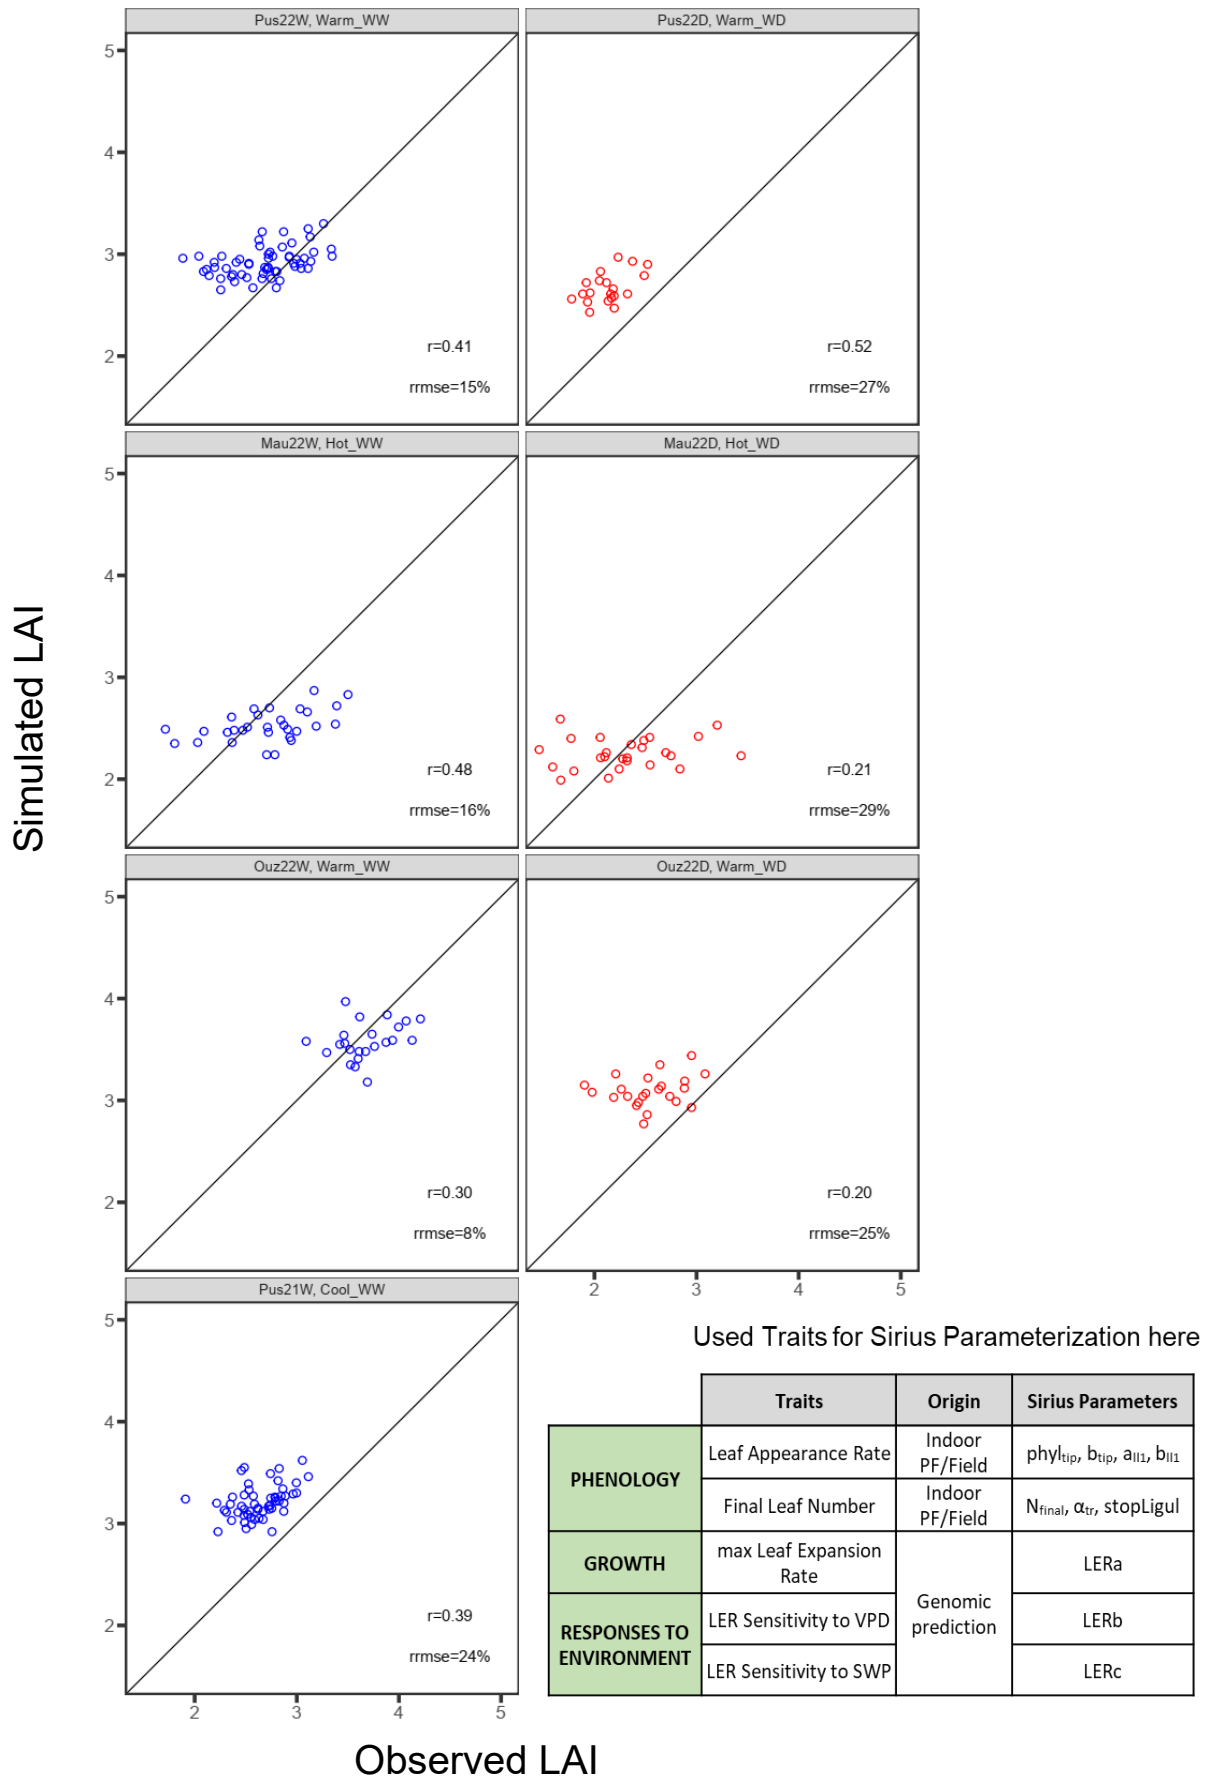 Pus22W, Warm_WW
Pus22D, Warm_WD
5
4
3
2
r=0.41
rrmse=15%
r=0.52
rrmse=27%
Mau22W, Hot_WW
Mau22D, Hot_WD
5
4
3
2
r=0.48
rrmse=16%
r=0.21
rrmse=29%
Simulated LAI
Ouz22W, Warm_WW
Ouz22D, Warm_WD
5
4
3
2
r=0.30
rrmse=8%
r=0.20
rrmse=25%
2 3 4 5
Pus21W, Cool_WW
5
4
3
2
r=0.39
rrmse=24%
2 3 4 5
Observed LAI
Used Traits for Sirius Parameterization here
Traits
Origin
Sirius Parameters
PHENOLOGY
Leaf Appearance Rate
Indoor
PF/Field
phyltip, btip, all1, bll1
Final Leaf Number
Indoor
PF/Field
Nfinal, αtr, stopLigul
GROWTH
max Leaf Expansion
Rate
Genomic
prediction
LERa
RESPONSES TO
ENVIRONMENT
LER Sensitivity to VPD
LERb
LER Sensitivity to SWP
LERc